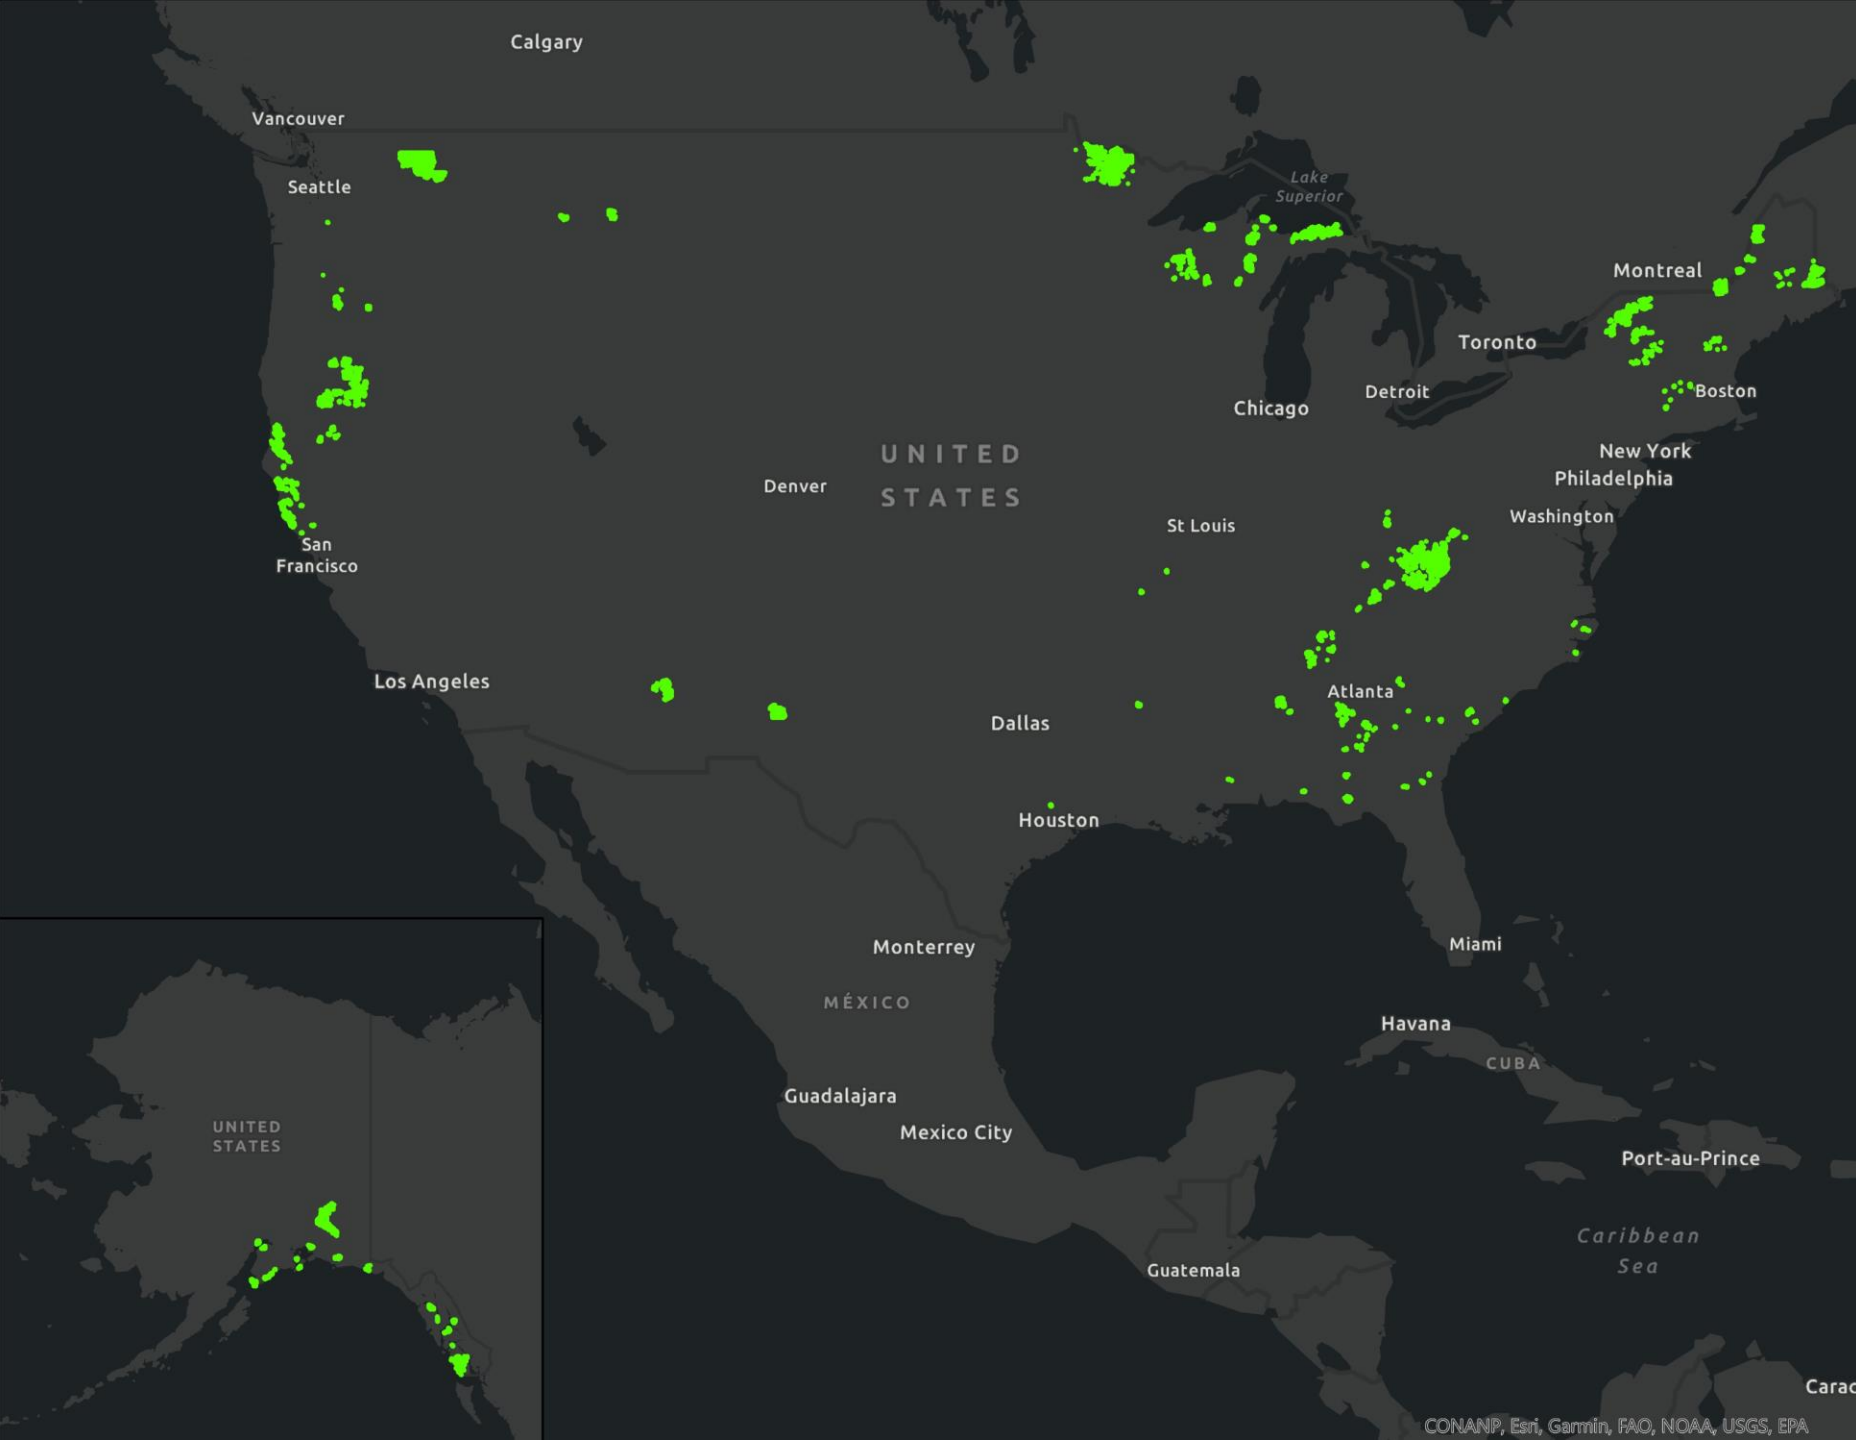 Calgary
Vancouver
Seattle
Lake
Superior
Montreal
Toronto
Detroit
Boston
Chicago
UNITED
STATES
New York
Philadelphia
Denver
Washington
St Louis
San
Francisco
Los Angeles
Atlanta
Dallas
Houston
Monterrey
Miami
MÉXICO
Havana
CUBA
Guadalajara
Mexico City
UNITED
STATES
Port-au-Prince
Caribbean
Sea
Guatemala
Carac
CONANP, Esri, Garmin, FAO, NOAA, USGS, EPA